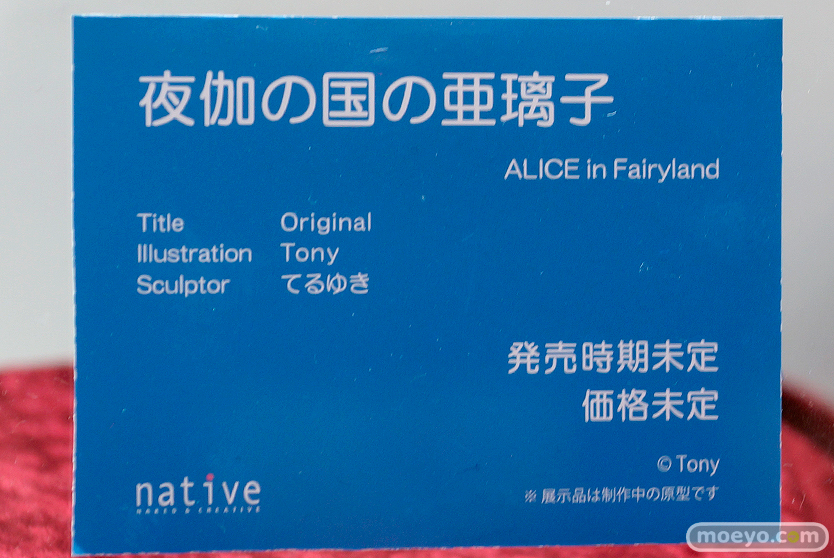 夜伽の国の亜璃子
ALICE in Fairyland
Title Original
Illustration Tony
Sculptor てるゆき
発売時期未定
価格未定
© Tony
※ 展示品は制作中の原型です
native
NAKED & CREATIVE
moeyo.com